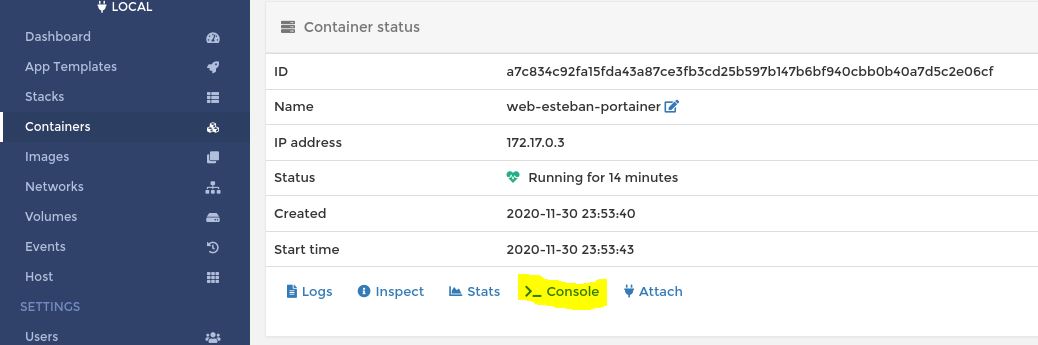 LOCAL
Dashboard
App Templates
Stacks
Containers
Images
Networks
Volumes
Events
Host
SETTINGS
Users
Container status
ID a7c834c92fa15fda43a87ce3fb3cd25b597b147b6bf940cbb0b40a7d5c2e06cf
Name web-esteban-portainer
IP address 172.17.0.3
Status Running for 14 minutes
Created 2020-11-30 23:53:40
Start time 2020-11-30 23:53:43
Logs Inspect Stats >_ Console Attach